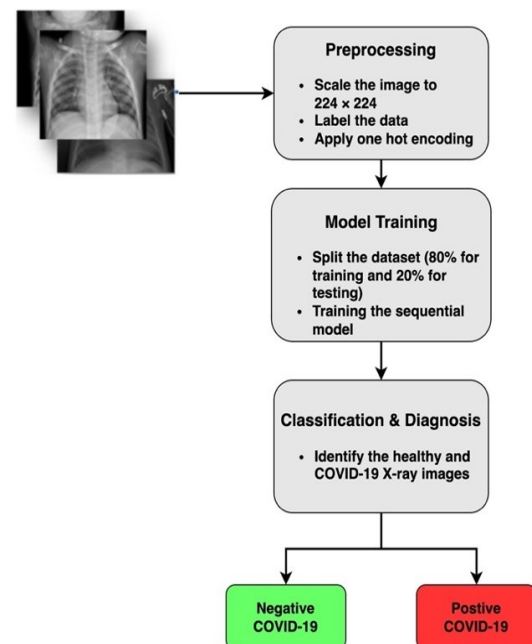 Preprocessing
• Scale the image to
224 × 224
• Label the data
• Apply one hot encoding
Model Training
• Split the dataset (80% for
training and 20% for
testing)
• Training the sequential
model
Classification & Diagnosis
• Identify the healthy and
COVID-19 X-ray images
Negative
COVID-19
Postive
COVID-19